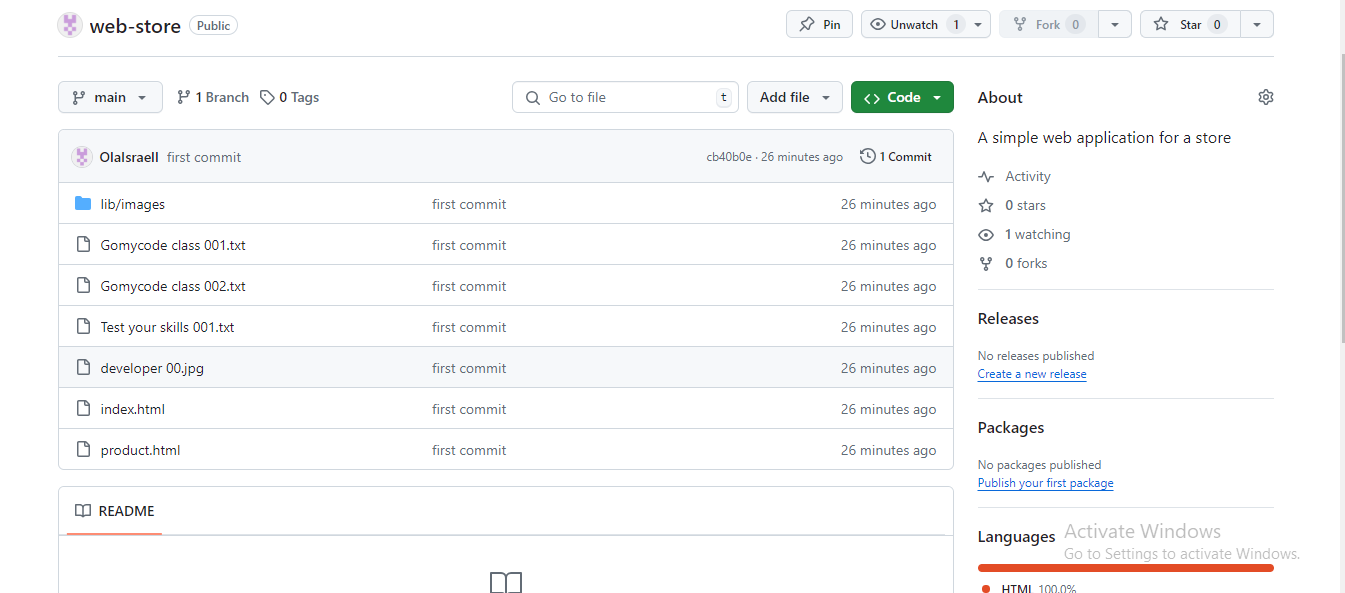 web-store Public Pin Unwatch 1 Fork 0 Star 0
main 1 Branch 0 Tags Go to file t Add file Code
About
A simple web application for a store
OlaIsraell first commit cb40b0e · 26 minutes ago 1 Commit
lib/images first commit 26 minutes ago
Gomycode class 001.txt first commit 26 minutes ago
Gomycode class 002.txt first commit 26 minutes ago
Test your skills 001.txt first commit 26 minutes ago
developer 00.jpg first commit 26 minutes ago
index.html first commit 26 minutes ago
product.html first commit 26 minutes ago
README
Activity
0 stars
1 watching
0 forks
Releases
No releases published
Create a new release
Packages
No packages published
Publish your first package
Languages
HTML 100.0%
Activate Windows
Go to Settings to activate Windows.